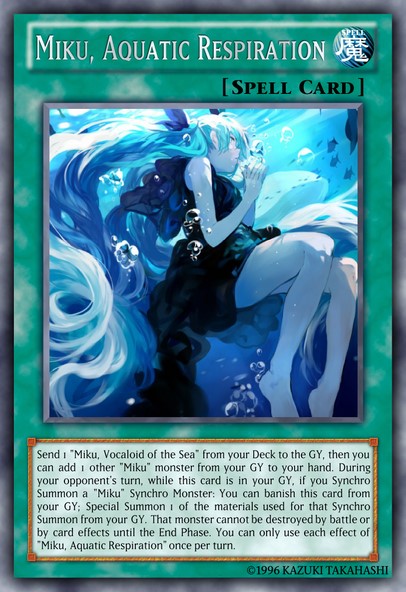 MIKU, AQUATIC RESPIRATION
SPELL
魔
[SPELL CARD]
Send 1 "Miku, Vocaloid of the Sea" from your Deck to the GY, then you
can add 1 other "Miku" monster from your GY to your hand. During
your opponent's turn, while this card is in your GY, if you Synchro
Summon a "Miku" Synchro Monster: You can banish this card from
your GY; Special Summon 1 of the materials used for that Synchro
Summon from your GY. That monster cannot be destroyed by battle or
by card effects until the End Phase. You can only use each effect of
"Miku, Aquatic Respiration" once per turn.
©1996 KAZUKI TAKAHASHI